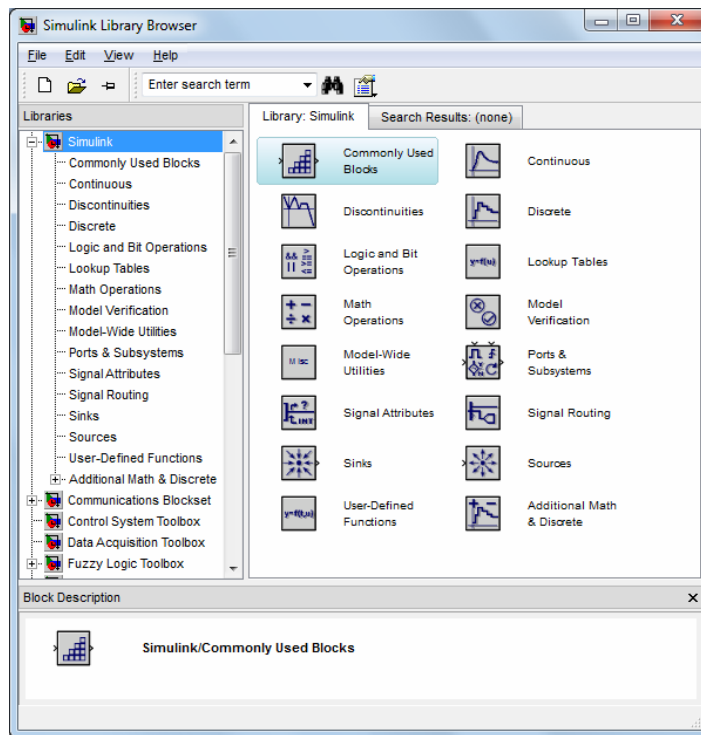 Simulink Library Browser
File Edit View Help
Enter search term
Libraries
Library: Simulink Search Results: (none)
Simulink
Commonly Used Blocks
Continuous
Discontinuities
Discrete
Logic and Bit Operations
Lookup Tables
Math Operations
Model Verification
Model-Wide Utilities
Ports & Subsystems
Signal Attributes
Signal Routing
Sinks
Sources
User-Defined Functions
Additional Math & Discrete
Communications Blockset
Control System Toolbox
Data Acquisition Toolbox
Fuzzy Logic Toolbox
Commonly Used
Blocks
Continuous
Discontinuities
Discrete
&& >
|| >=
<=
Logic and Bit
Operations
y=f(u)
Lookup Tables
+ −
÷ ×
Math
Operations
Model
Verification
Misc
Model-Wide
Utilities
Ports &
Subsystems
?
INT
Signal Attributes
Signal Routing
Sinks
Sources
y=f(t,u)
User-Defined
Functions
Additional Math
& Discrete
Block Description
Simulink/Commonly Used Blocks